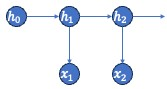 h₀ h₁ h₂
x₁ x₂